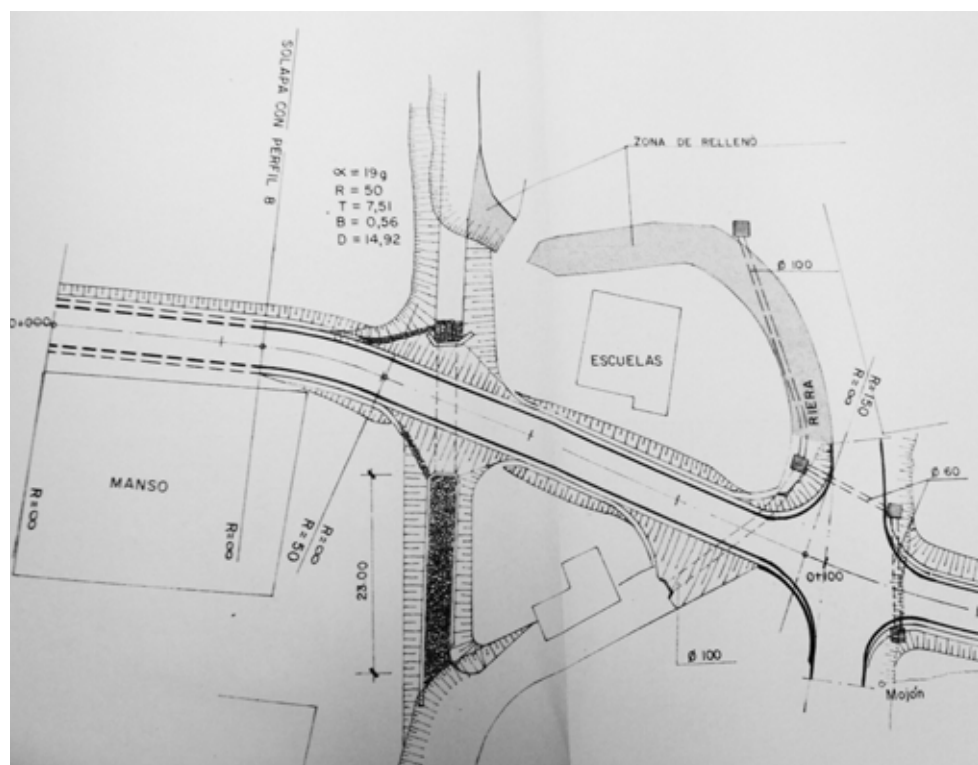 SOLAPA CON PERFIL 8
∝ = 19g
R = 50
T = 7,51
B = 0,56
D = 14,92
ZONA DE RELLENO
Ø 100
ESCUELAS
RIERA
R=150
R=∞
0+000
MANSO
R=∞
R=∞
R=∞
R=50
23.00
Ø 60
0+100
Ø 100
Mojón